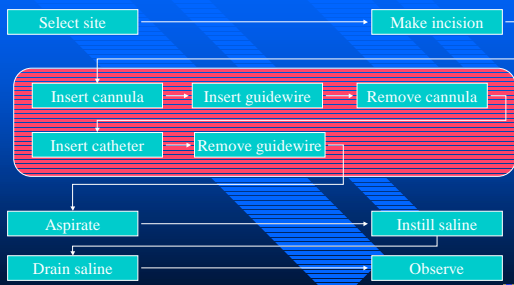 Select site
Make incision
Insert cannula
Insert guidewire
Remove cannula
Insert catheter
Remove guidewire
Aspirate
Instill saline
Drain saline
Observe